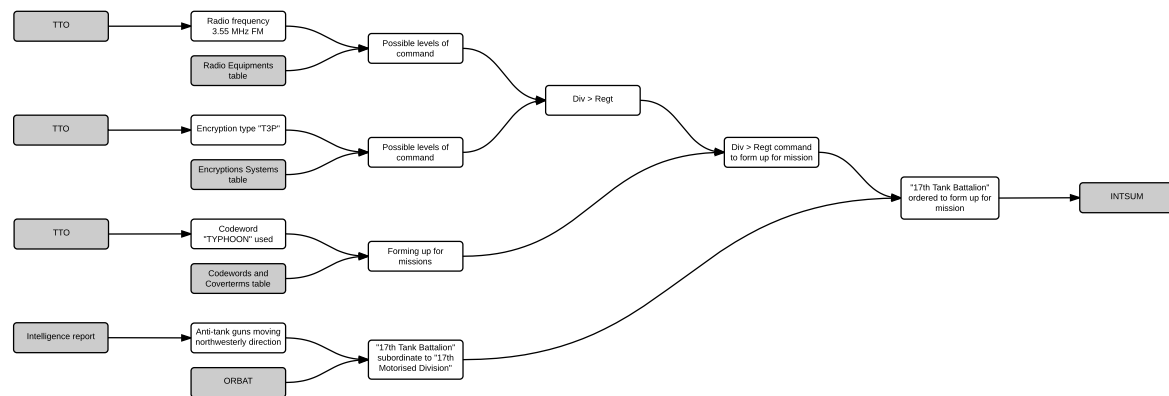 TTO
Radio frequency
3.55 MHz FM
Radio Equipments
table
Possible levels of
command
TTO
Encryption type "T3P"
Encryptions Systems
table
Possible levels of
command
Div > Regt
TTO
Codeword
"TYPHOON" used
Codewords and
Coverterms table
Forming up for
missions
Div > Regt command
to form up for mission
Intelligence report
Anti-tank guns moving
northwesterly direction
ORBAT
"17th Tank Battalion"
subordinate to "17th
Motorised Division"
"17th Tank Battalion"
ordered to form up for
mission
INTSUM